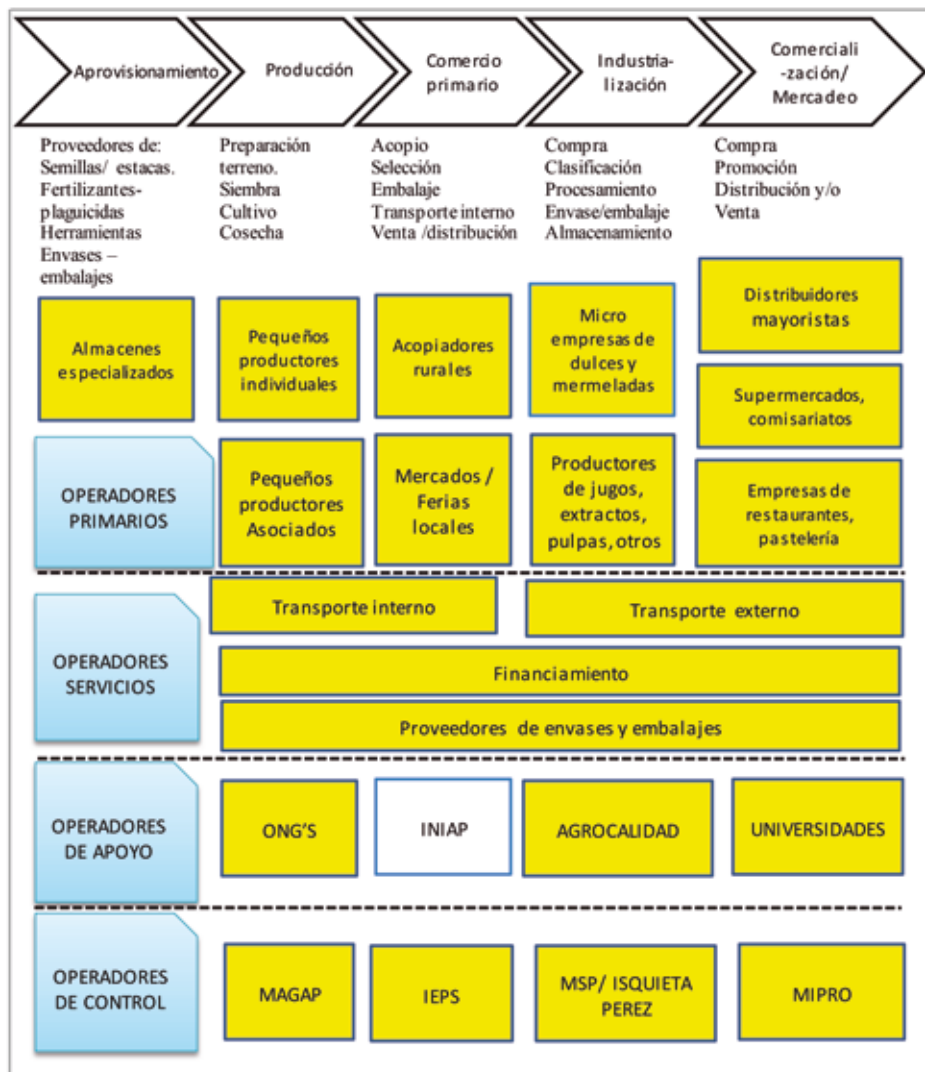 Aprovisionamiento
Producción
Comercio
primario
Industria-
lización
Comerciali
-zación/
Mercadeo
Proveedores de:
Semillas/ estacas.
Fertilizantes-
plaguicidas
Herramientas
Envases –
embalajes
Preparación
terreno.
Siembra
Cultivo
Cosecha
Acopio
Selección
Embalaje
Transporte interno
Venta /distribución
Compra
Clasificación
Procesamiento
Envase/embalaje
Almacenamiento
Compra
Promoción
Distribución y/o
Venta
Almacenes
especializados
Pequeños
productores
individuales
Acopiadores
rurales
Micro
empresas de
dulces y
mermeladas
Distribuidores
mayoristas
Supermercados,
comisariatos
OPERADORES
PRIMARIOS
Pequeños
productores
Asociados
Mercados /
Ferias
locales
Productores
de jugos,
extractos,
pulpas, otros
Empresas de
restaurantes,
pastelería
OPERADORES
SERVICIOS
Transporte interno
Transporte externo
Financiamiento
Proveedores de envases y embalajes
OPERADORES
DE APOYO
ONG'S
INIAP
AGROCALIDAD
UNIVERSIDADES
OPERADORES
DE CONTROL
MAGAP
IEPS
MSP/ ISQUIETA
PEREZ
MIPRO